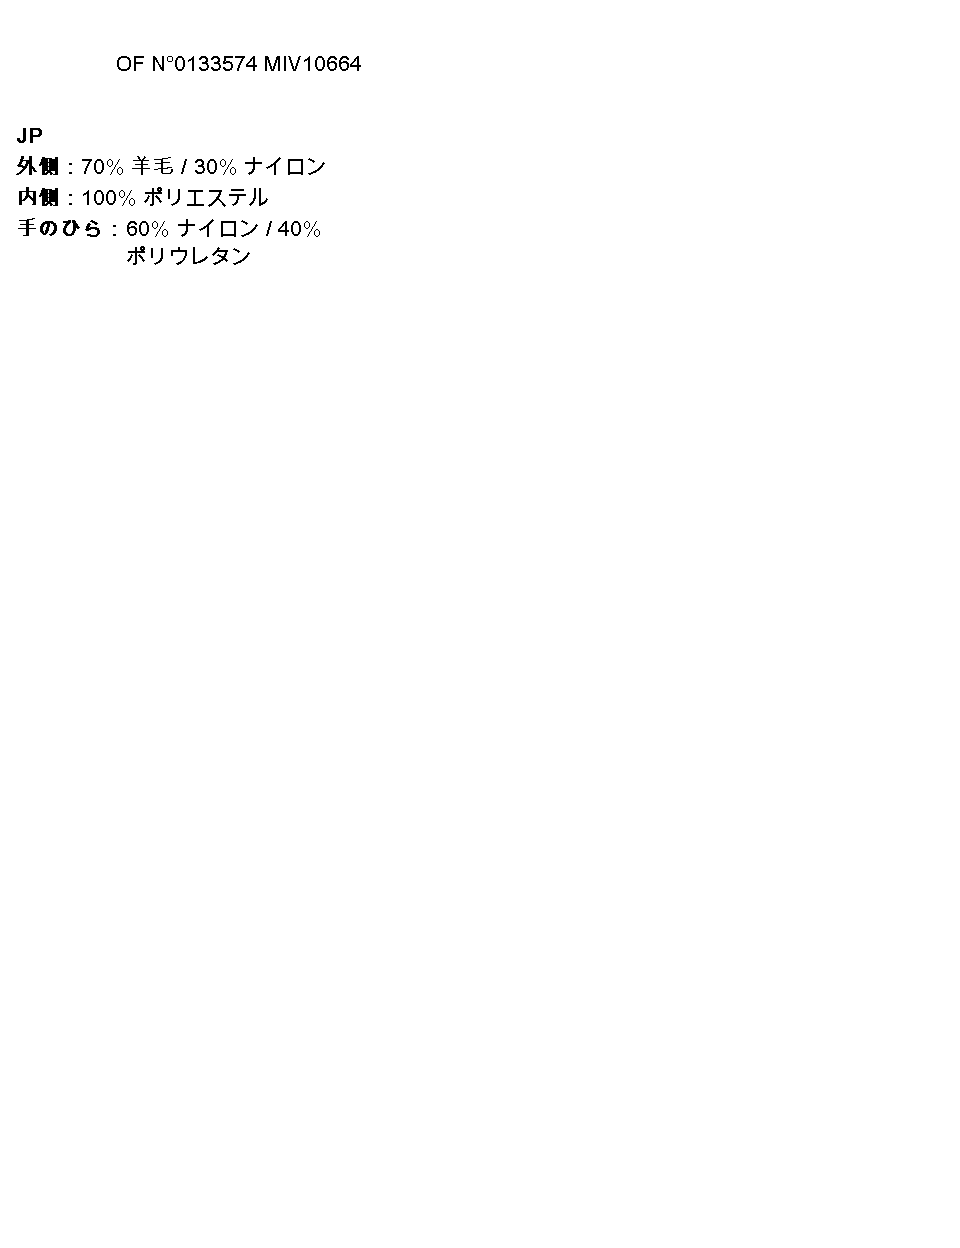 OF N°0133574 MIV10664
JP
外側 : 70% 羊毛 / 30% ナイロン
内側 : 100% ポリエステル
手のひら : 60% ナイロン / 40%
ポリウレタン